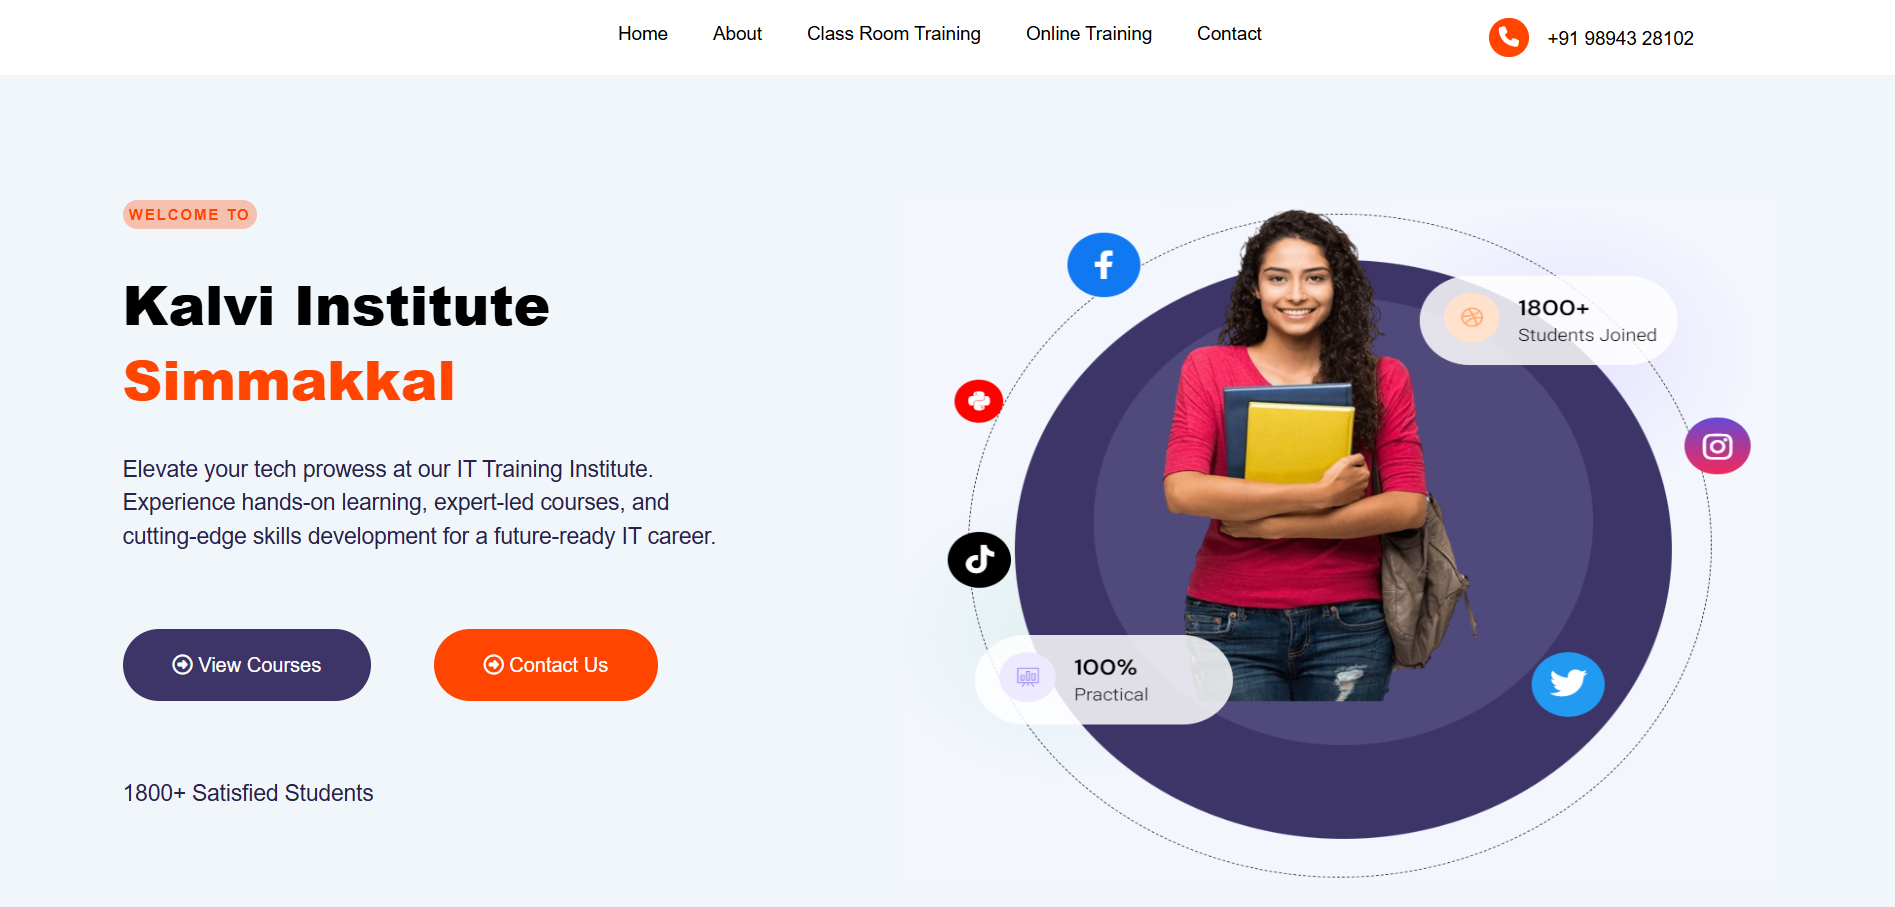 Home About Class Room Training Online Training Contact +91 98943 28102
WELCOME TO
Kalvi Institute
Simmakkal
Elevate your tech prowess at our IT Training Institute.
Experience hands-on learning, expert-led courses, and
cutting-edge skills development for a future-ready IT career.
View Courses Contact Us
1800+ Satisfied Students
1800+
Students Joined
100%
Practical